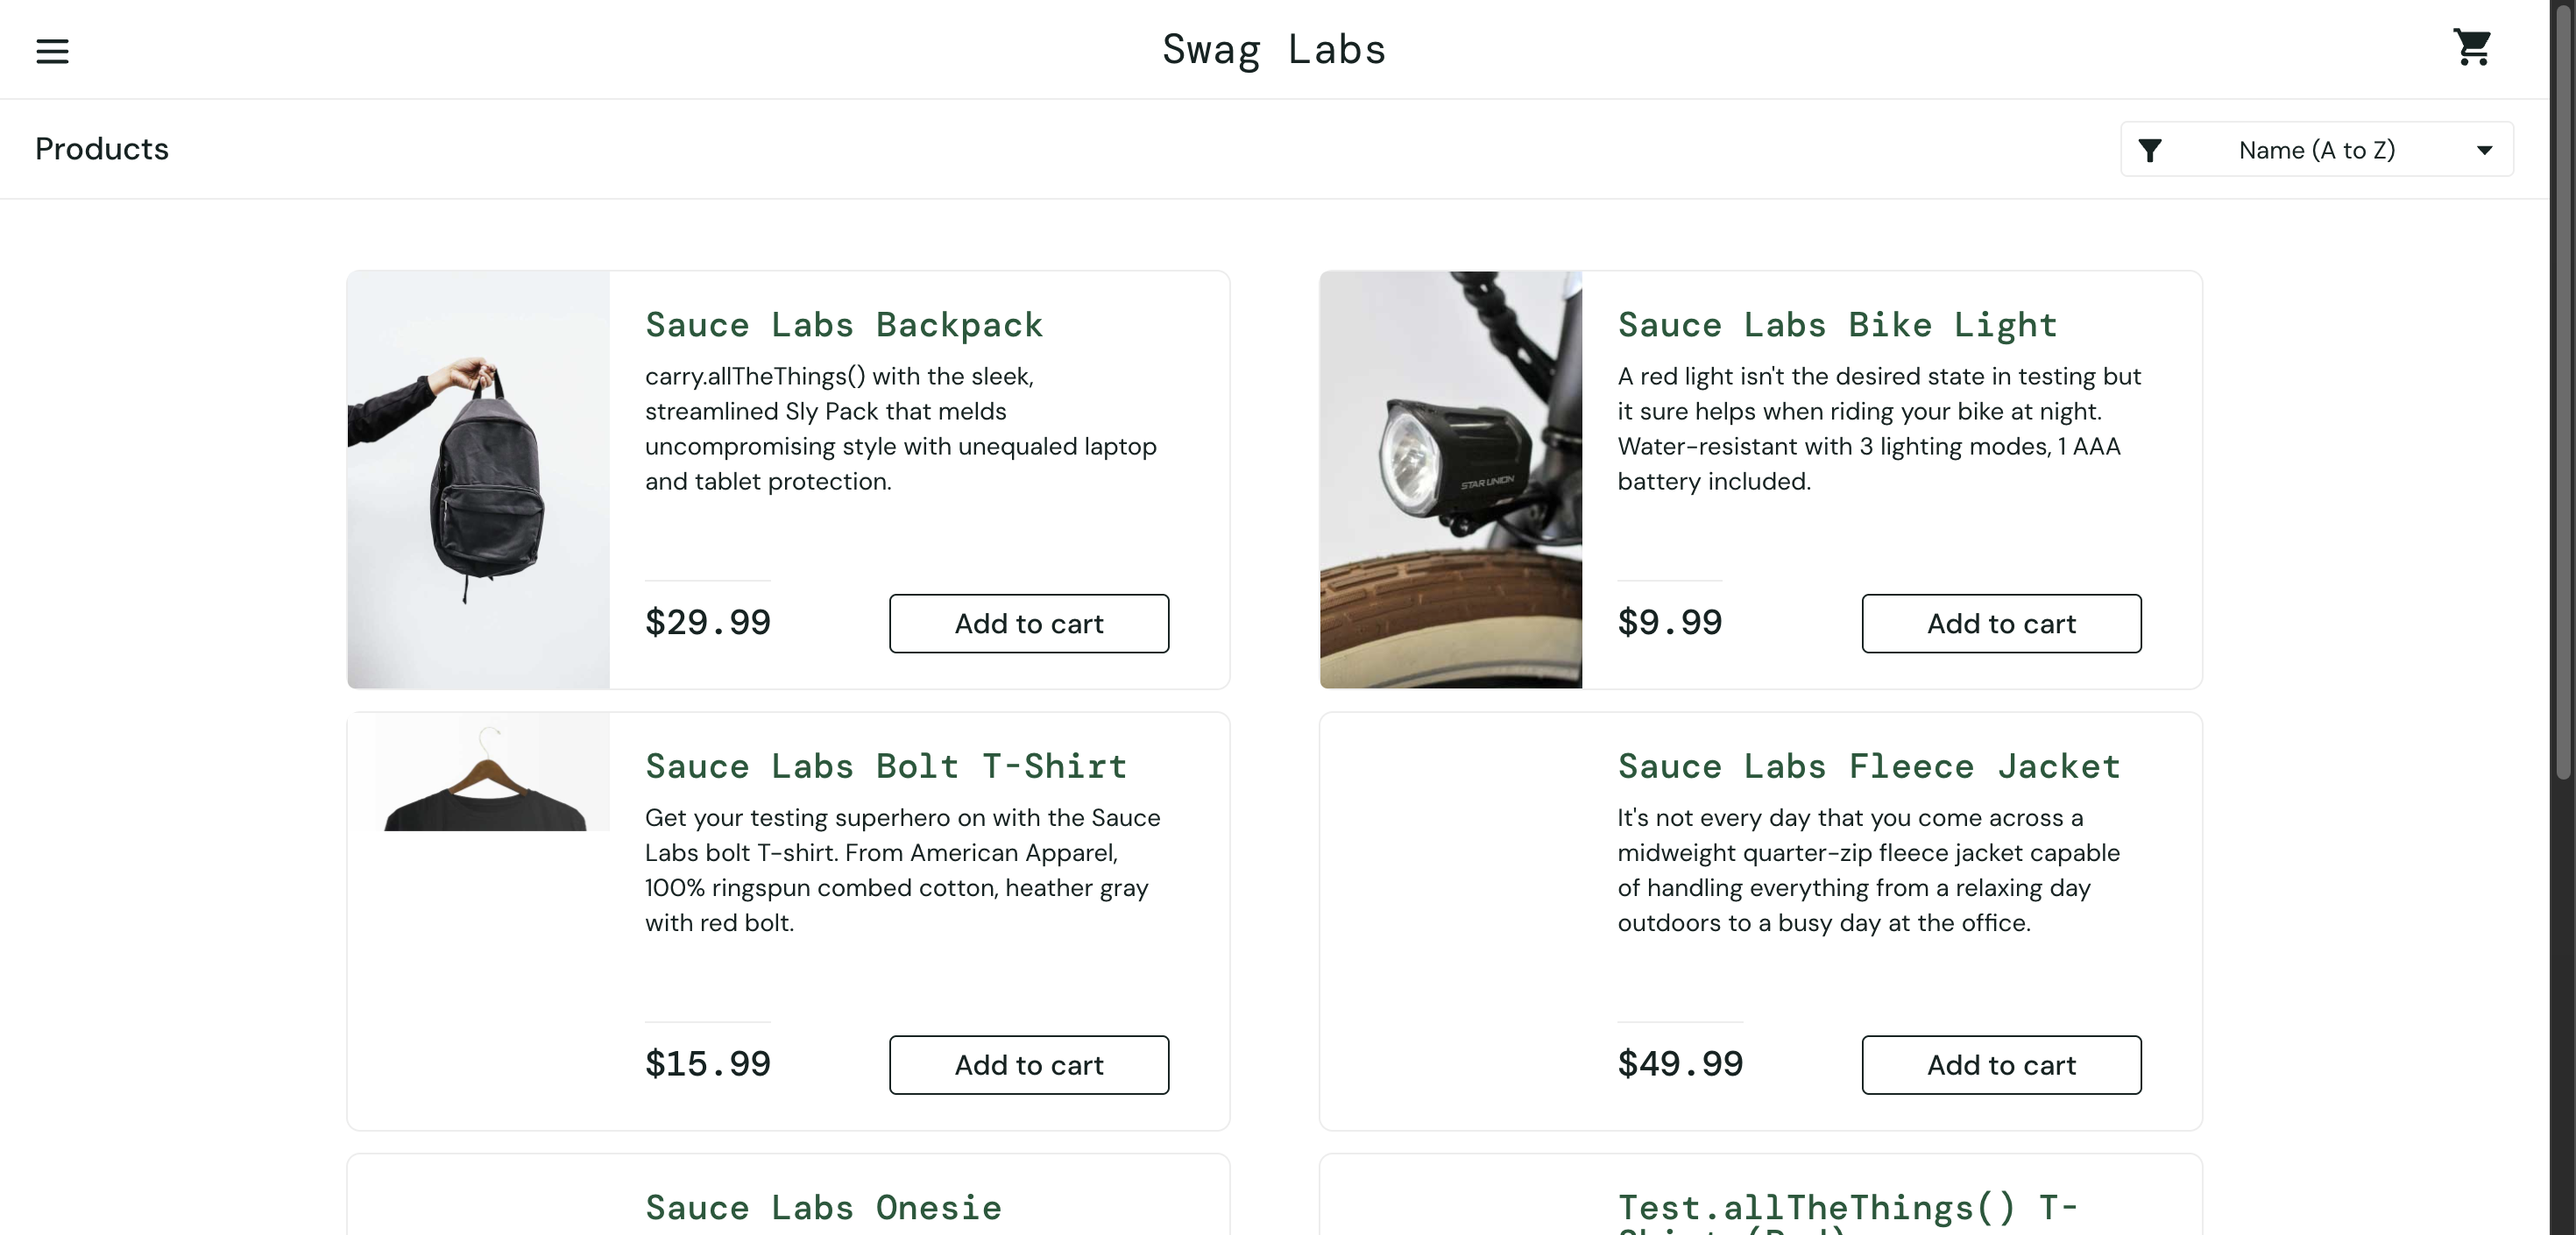 Swag Labs
Products
Name (A to Z)
Sauce Labs Backpack
carry.allTheThings() with the sleek,
streamlined Sly Pack that melds
uncompromising style with unequaled laptop
and tablet protection.
$29.99
Add to cart
Sauce Labs Bike Light
A red light isn't the desired state in testing but
it sure helps when riding your bike at night.
Water-resistant with 3 lighting modes, 1 AAA
battery included.
STAR UNION
$9.99
Add to cart
Sauce Labs Bolt T-Shirt
Get your testing superhero on with the Sauce
Labs bolt T-shirt. From American Apparel,
100% ringspun combed cotton, heather gray
with red bolt.
$15.99
Add to cart
Sauce Labs Fleece Jacket
It's not every day that you come across a
midweight quarter-zip fleece jacket capable
of handling everything from a relaxing day
outdoors to a busy day at the office.
$49.99
Add to cart
Sauce Labs Onesie
Test.allTheThings() T-